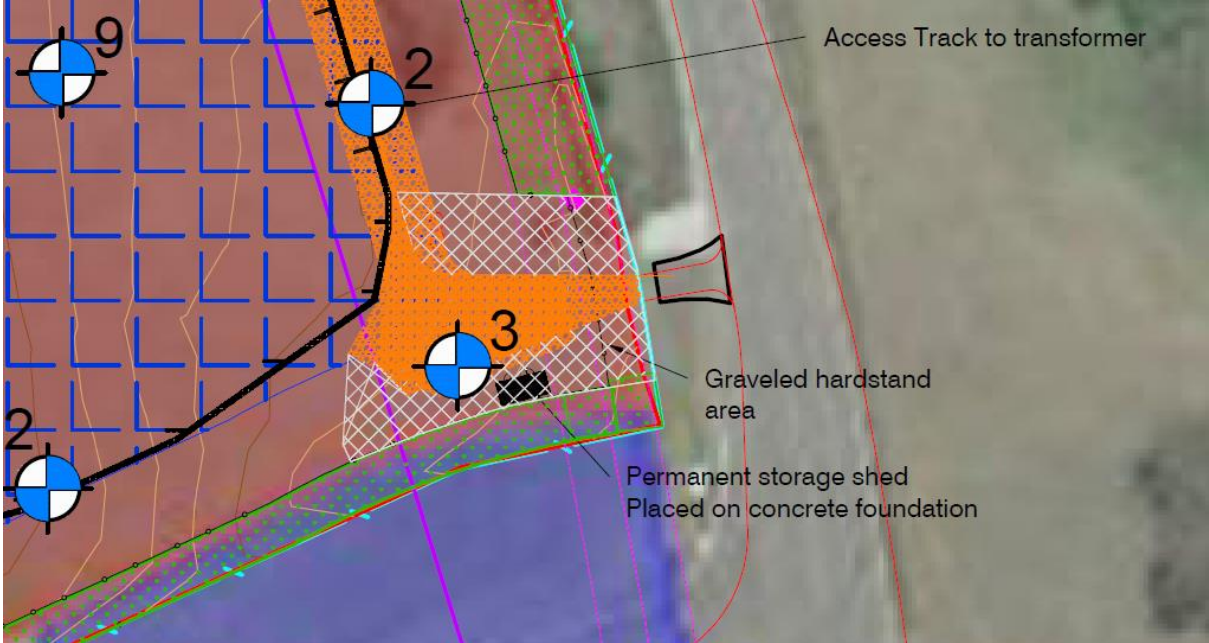 9
2
Access Track to transformer
3
Graveled hardstand
area
2
Permanent storage shed
Placed on concrete foundation